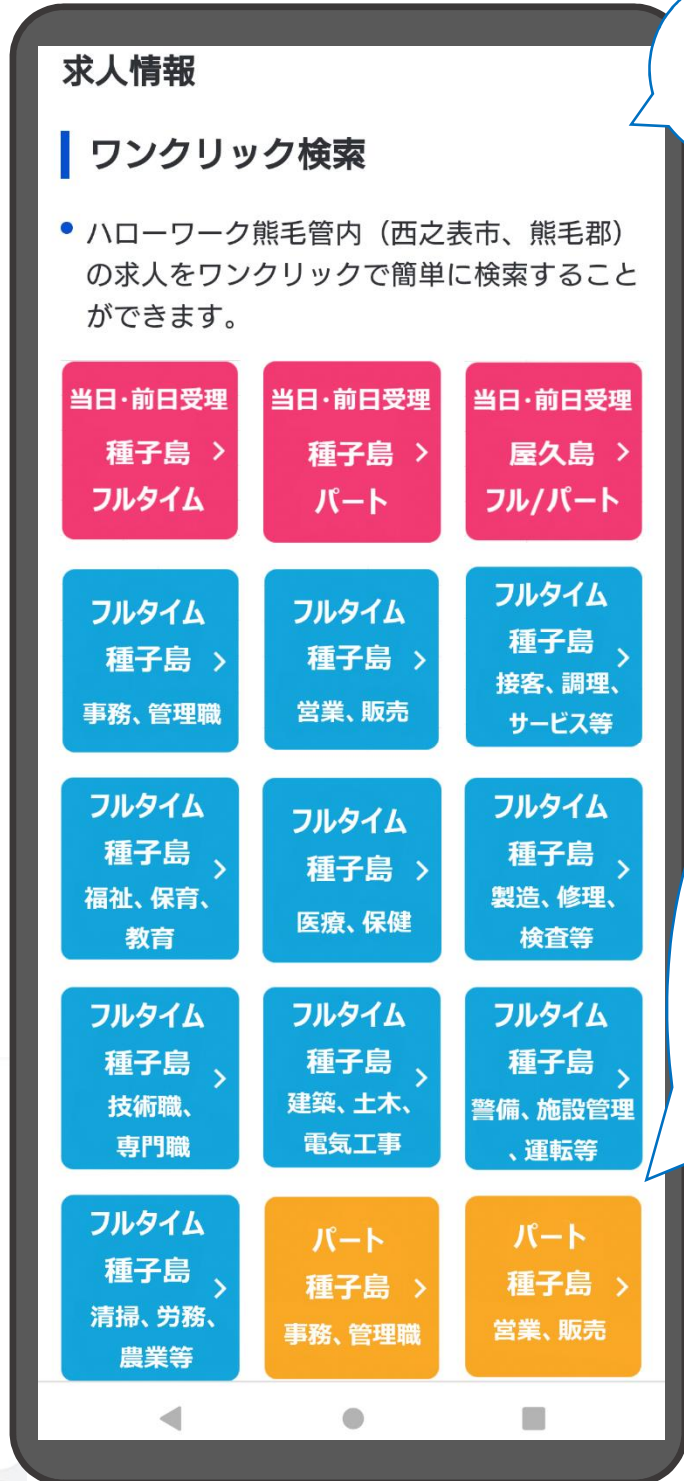 求人情報
ワンクリック検索
ハローワーク熊毛管内（西之表市、熊毛郡）
の求人をワンクリックで簡単に検索すること
ができます。
当日・前日受理
種子島
フルタイム
当日・前日受理
種子島
パート
当日・前日受理
屋久島
フル/パート
フルタイム
種子島
事務、管理職
フルタイム
種子島
営業、販売
フルタイム
種子島
接客、調理、
サービス等
フルタイム
種子島
福祉、保育、
教育
フルタイム
種子島
医療、保健
フルタイム
種子島
製造、修理、
検査等
フルタイム
種子島
技術職、
専門職
フルタイム
種子島
建築、土木、
電気工事
フルタイム
種子島
警備、施設管理
、運転等
フルタイム
種子島
清掃、労務、
農業等
パート
種子島
事務、管理職
パート
種子島
営業、販売